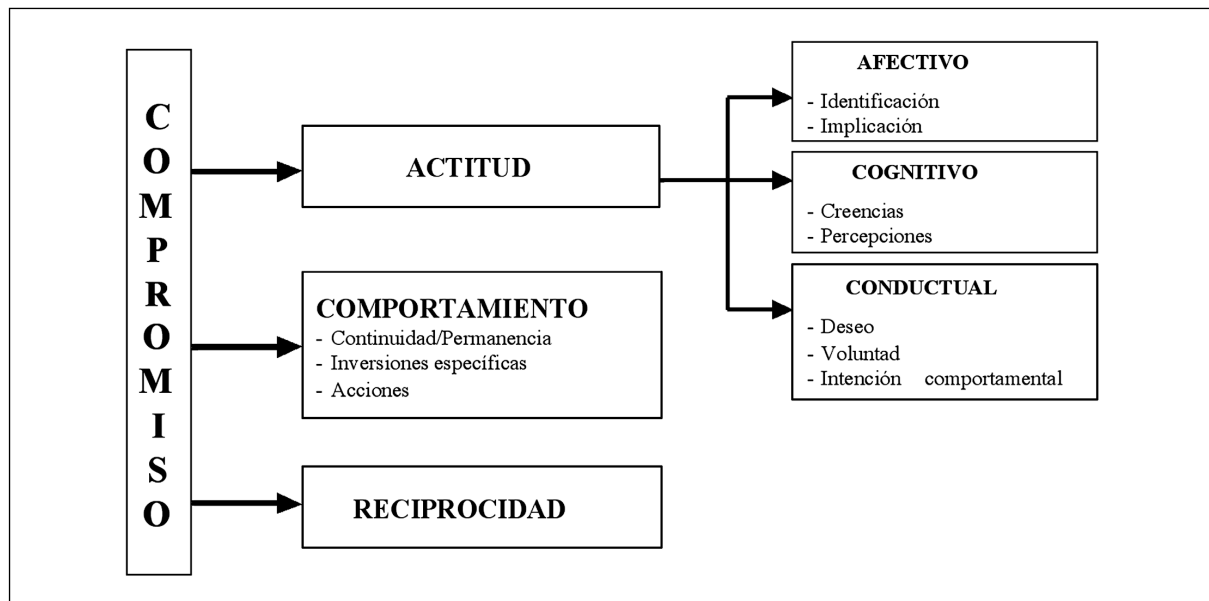 COMPROMISO
ACTITUD
COMPORTAMIENTO
- Continuidad/Permanencia
- Inversiones específicas
- Acciones
RECIPROCIDAD
AFECTIVO
- Identificación
- Implicación
COGNITIVO
- Creencias
- Percepciones
CONDUCTUAL
- Deseo
- Voluntad
- Intención comportamental